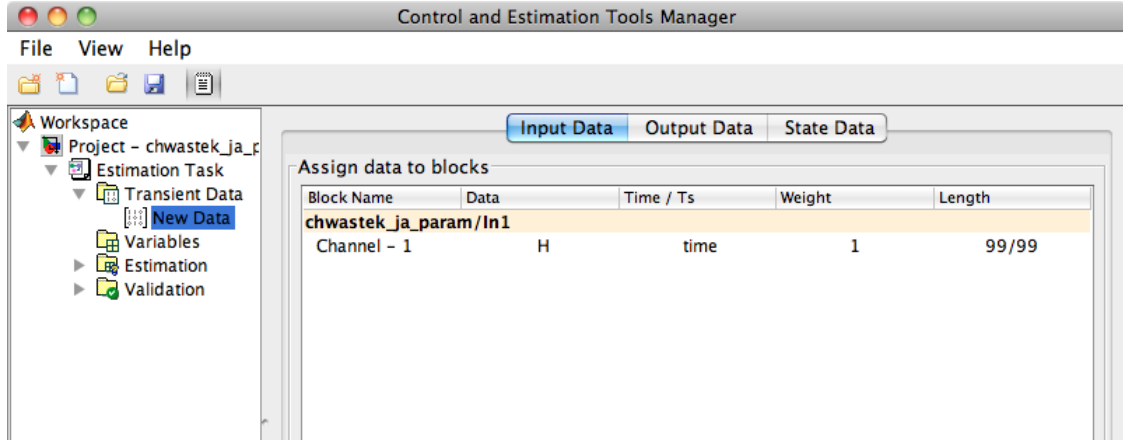 Control and Estimation Tools Manager
File View Help
Workspace
Project – chwastek_ja_p
Estimation Task
Transient Data
New Data
Variables
Estimation
Validation
Input Data Output Data State Data
Assign data to blocks
Block Name Data Time / Ts Weight Length
chwastek_ja_param/In1
Channel – 1 H time 1 99/99